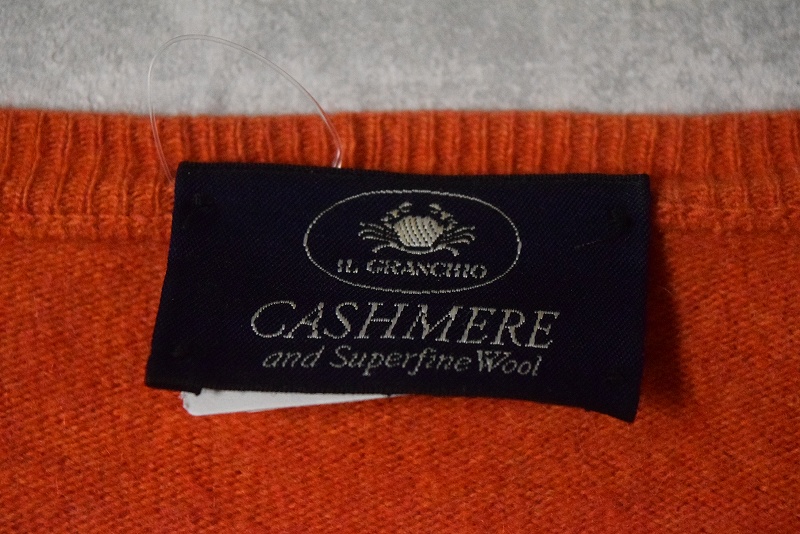 IL GRANCHIO
CASHMERE
and Superfine Wool